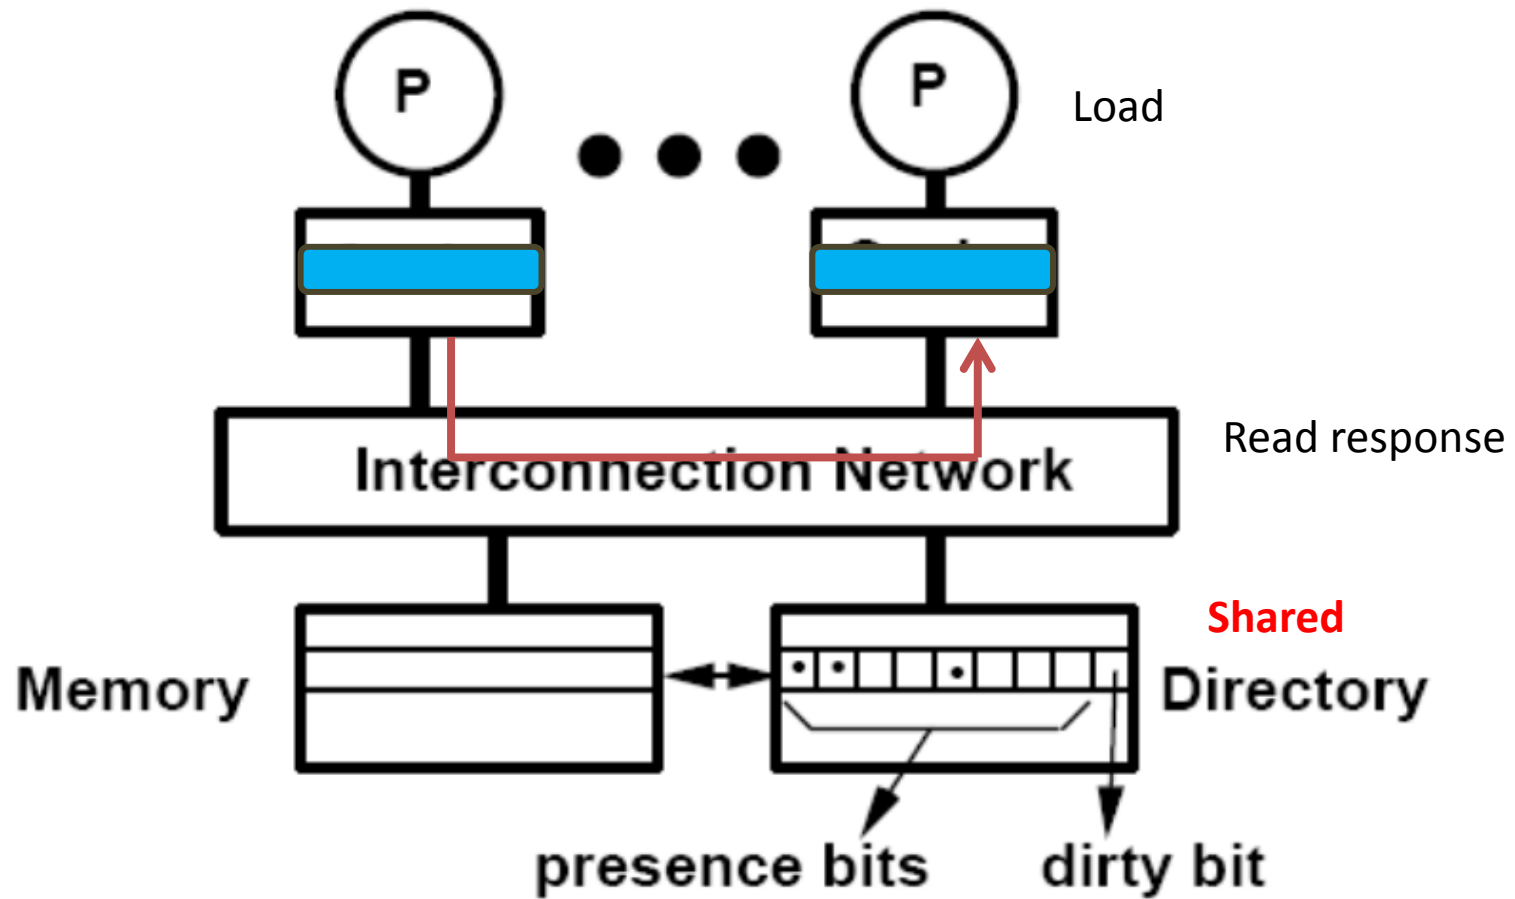 P
P
Load
Interconnection Network
Read response
Shared
Memory
Directory
presence bits
dirty bit